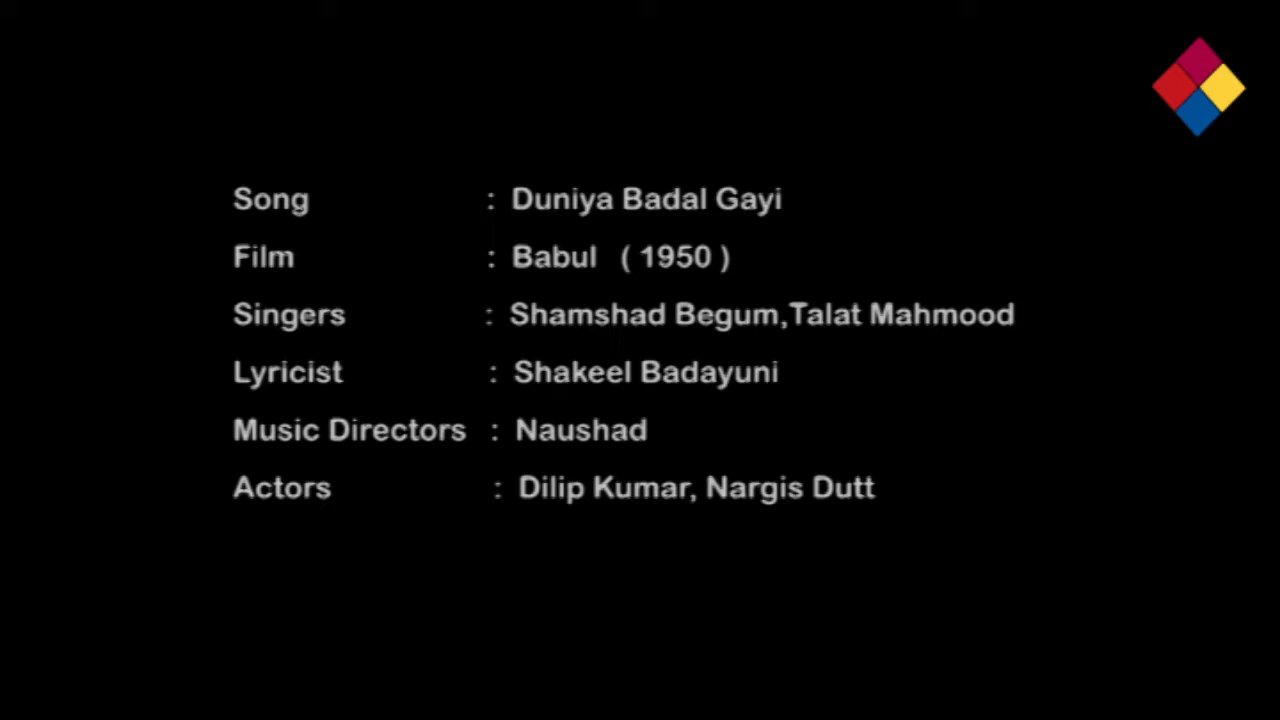 Song : Duniya Badal Gayi
Film : Babul ( 1950 )
Singers : Shamshad Begum,Talat Mahmood
Lyricist : Shakeel Badayuni
Music Directors : Naushad
Actors : Dilip Kumar, Nargis Dutt